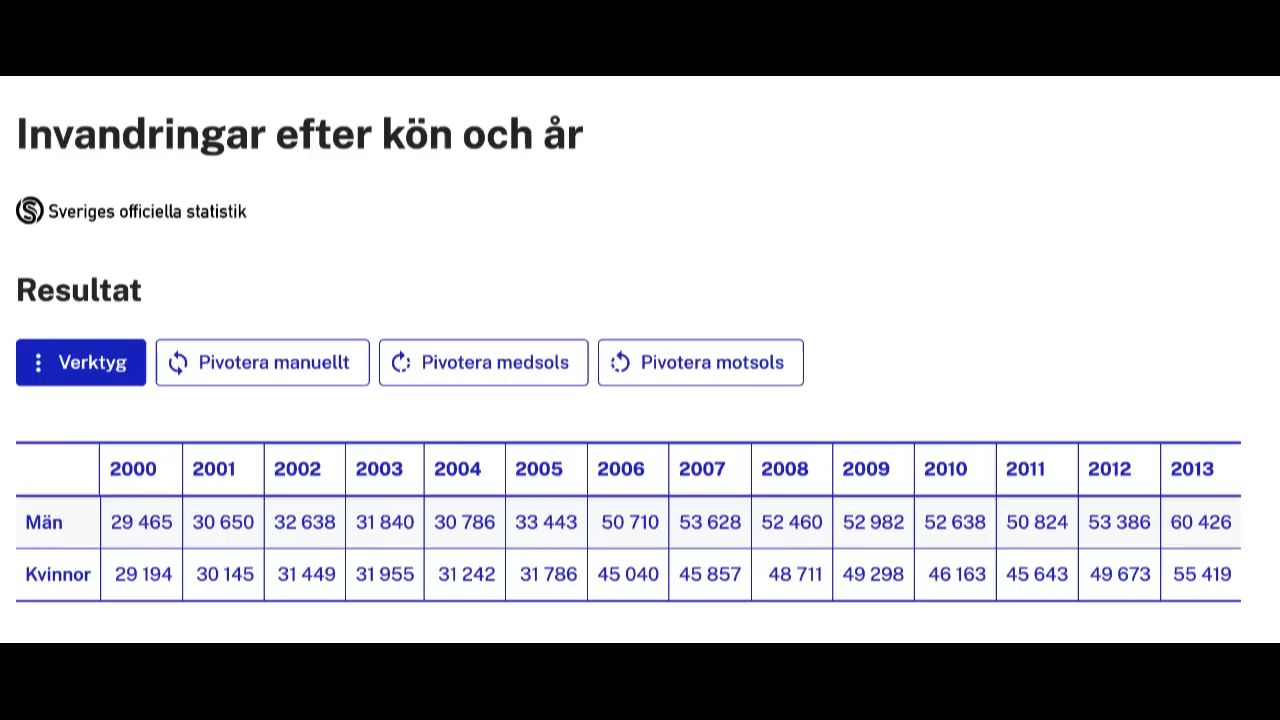 Invandringar efter kön och år
Sveriges officiella statistik
Resultat
Verktyg Pivotera manuellt Pivotera medsols Pivotera motsols
2000 2001 2002 2003 2004 2005 2006 2007 2008 2009 2010 2011 2012 2013
Män 29 465 30 650 32 638 31 840 30 786 33 443 50 710 53 628 52 460 52 982 52 638 50 824 53 386 60 426
Kvinnor 29 194 30 145 31 449 31 955 31 242 31 786 45 040 45 857 48 711 49 298 46 163 45 643 49 673 55 419